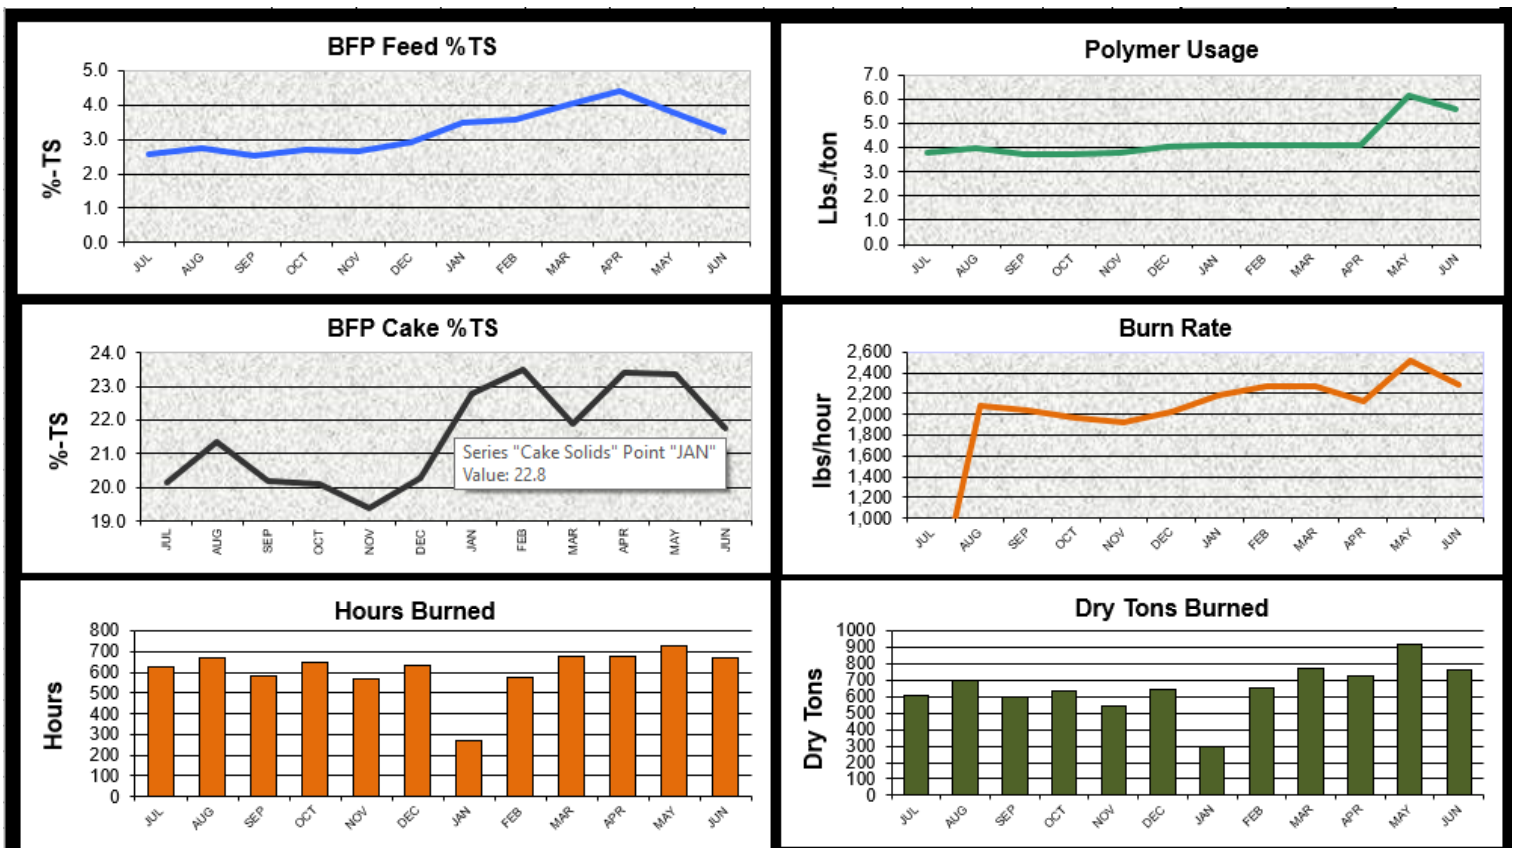 BFP Feed %TS
%-TS
5.0
4.0
3.0
2.0
1.0
0.0
JUL AUG SEP OCT NOV DEC JAN FEB MAR APR MAY JUN
Polymer Usage
Lbs./ton
7.0
6.0
5.0
4.0
3.0
2.0
1.0
0.0
JUL AUG SEP OCT NOV DEC JAN FEB MAR APR MAY JUN
BFP Cake %TS
%-TS
24.0
23.0
22.0
21.0
20.0
19.0
Series "Cake Solids" Point "JAN"
Value: 22.8
JUL AUG SEP OCT NOV DEC JAN FEB MAR APR MAY JUN
Burn Rate
lbs/hour
2,600
2,400
2,200
2,000
1,800
1,600
1,400
1,200
1,000
JUL AUG SEP OCT NOV DEC JAN FEB MAR APR MAY JUN
Hours Burned
Hours
800
700
600
500
400
300
200
100
0
JUL AUG SEP OCT NOV DEC JAN FEB MAR APR MAY JUN
Dry Tons Burned
Dry Tons
1000
900
800
700
600
500
400
300
200
100
0
JUL AUG SEP OCT NOV DEC JAN FEB MAR APR MAY JUN